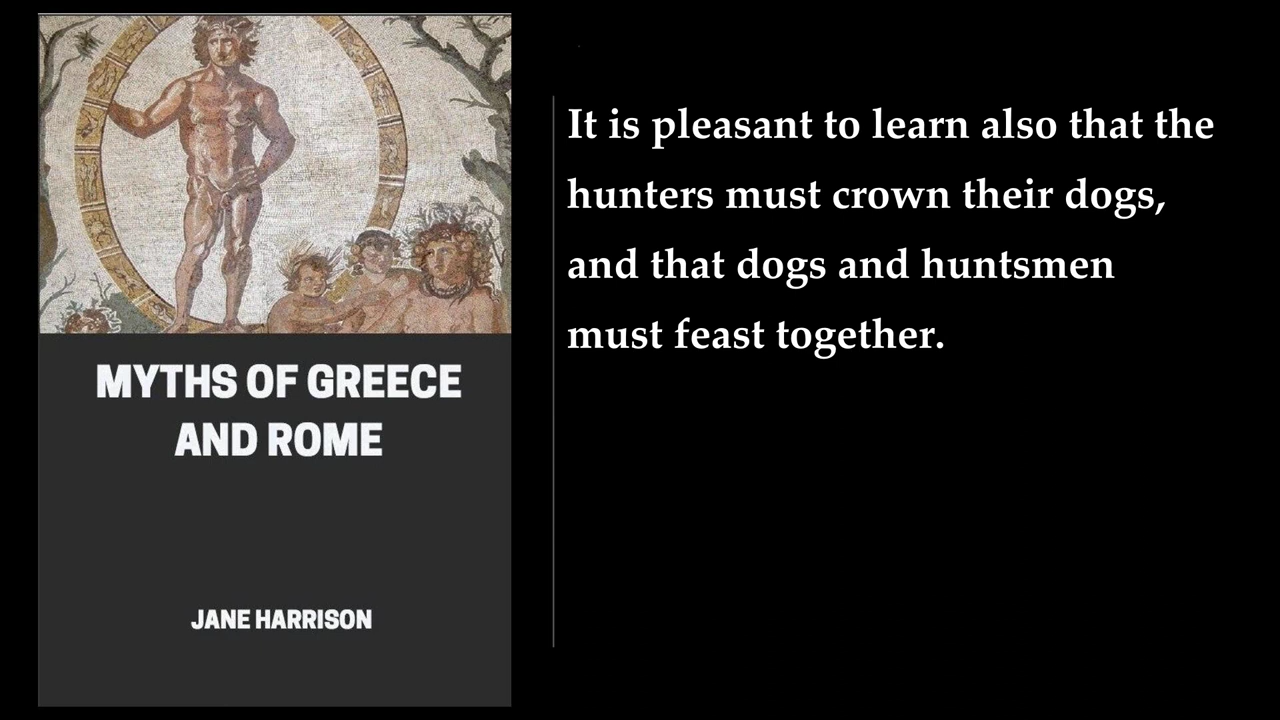 MYTHS OF GREECE
AND ROME
JANE HARRISON
It is pleasant to learn also that the
hunters must crown their dogs,
and that dogs and huntsmen
must feast together.